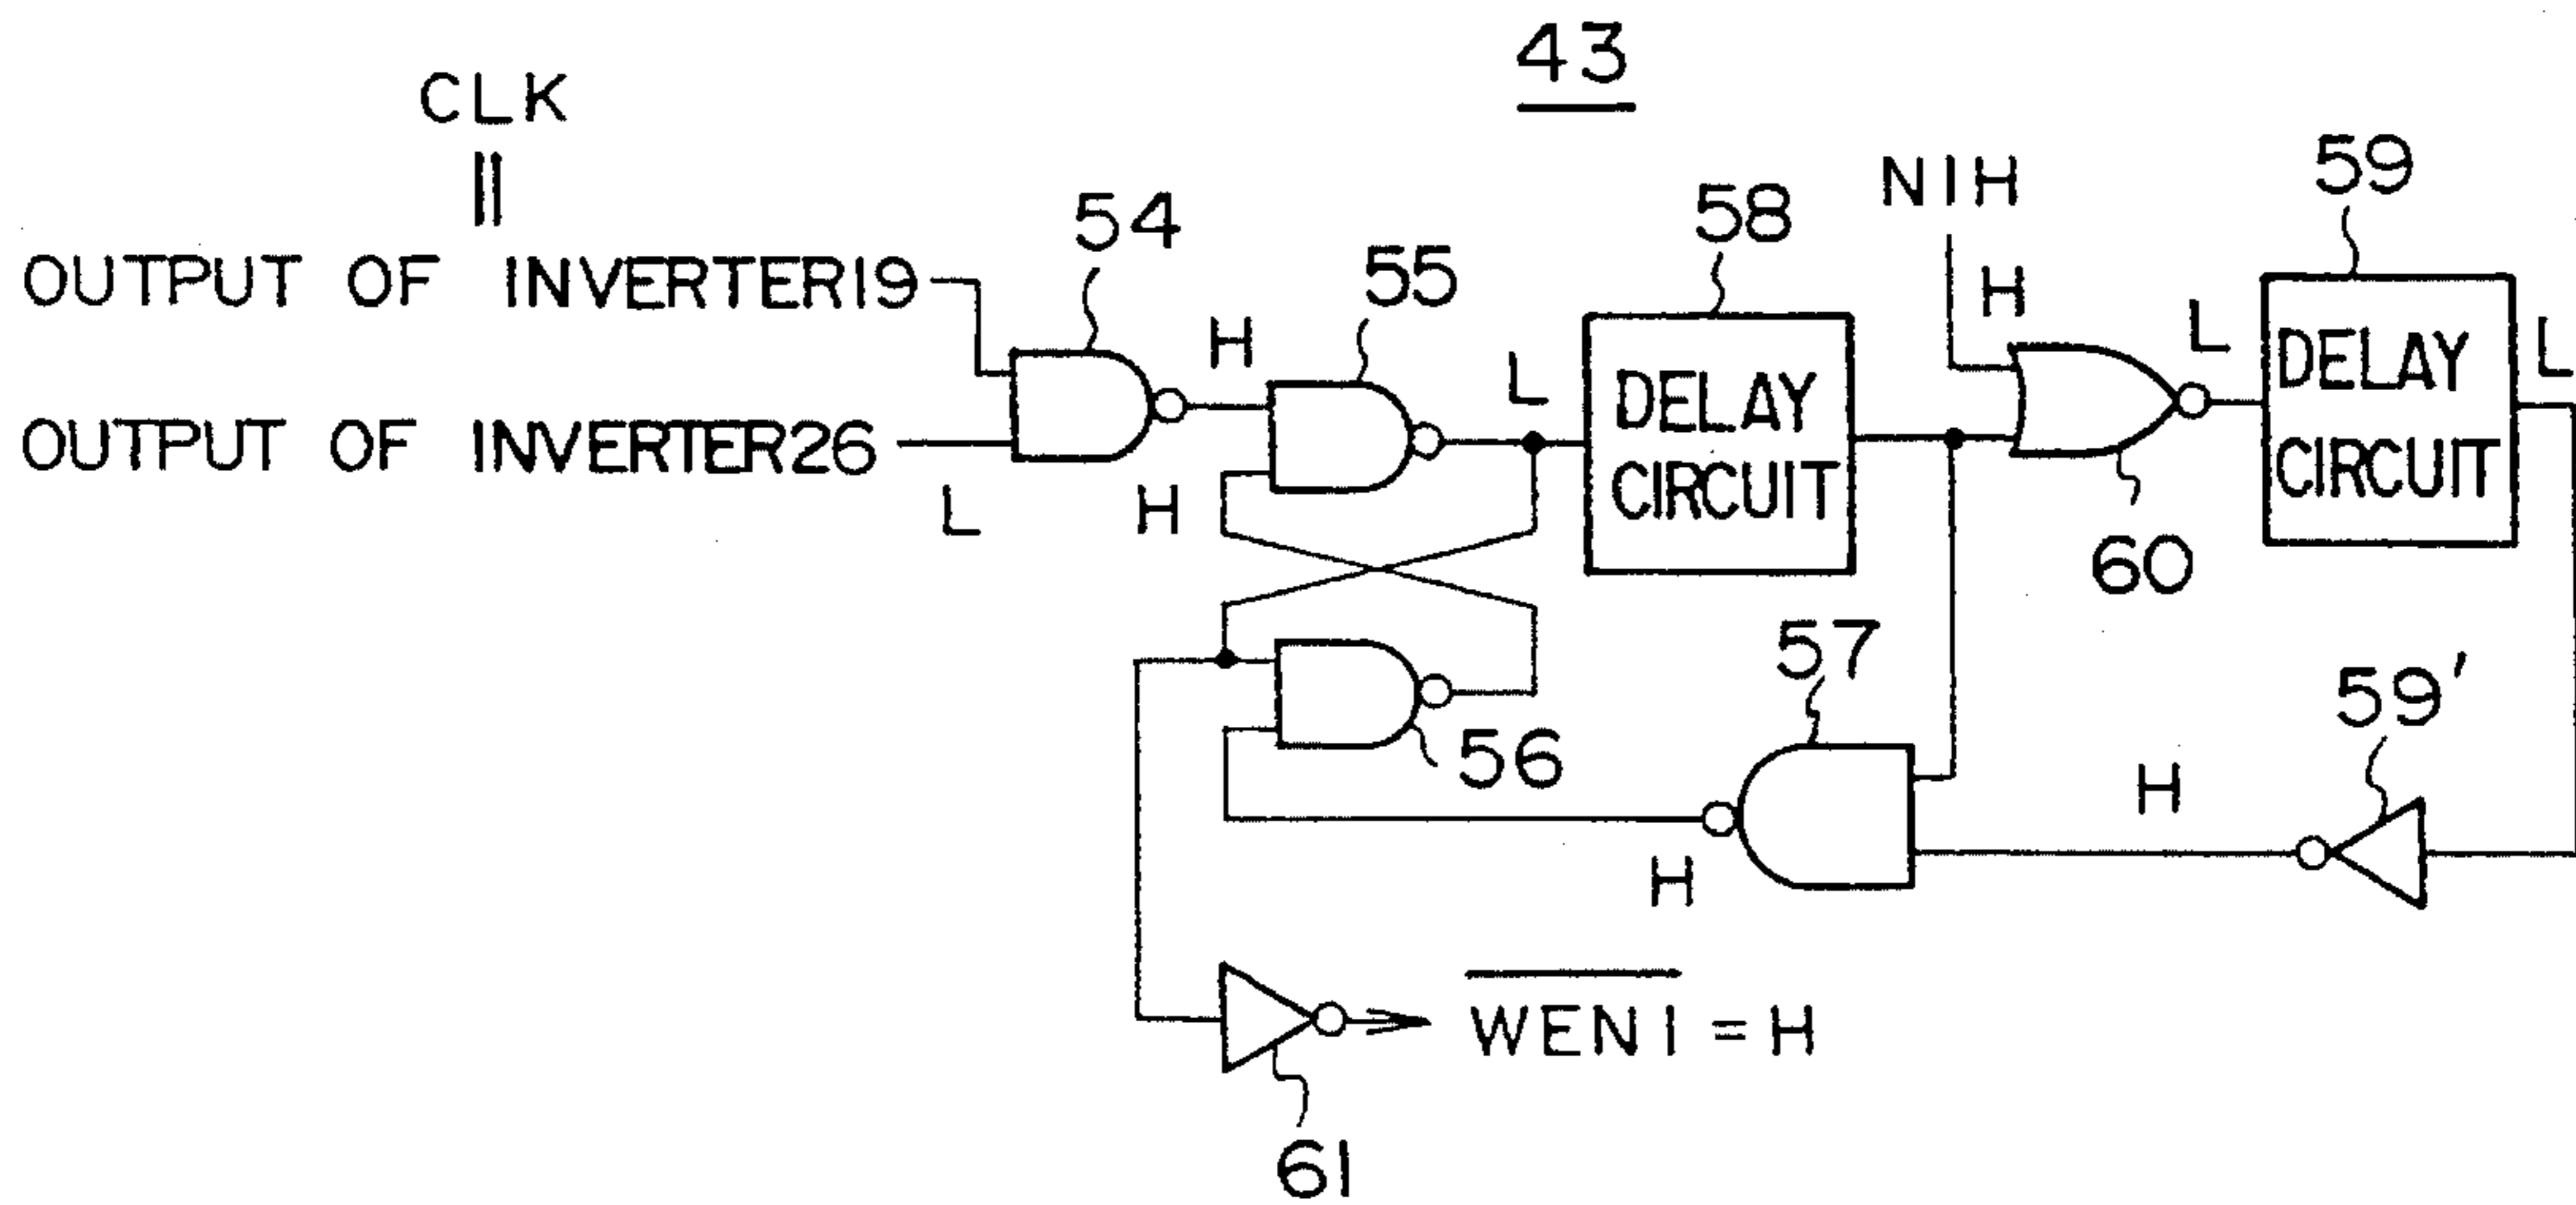 43
CLK
||
OUTPUT OF INVERTER19
OUTPUT OF INVERTER26
L
54
H
H
55
L
58
DELAY
CIRCUIT
N1H
H
60
L
59
DELAY
CIRCUIT
L
56
57
H
H
59'
61
WEN1 = H